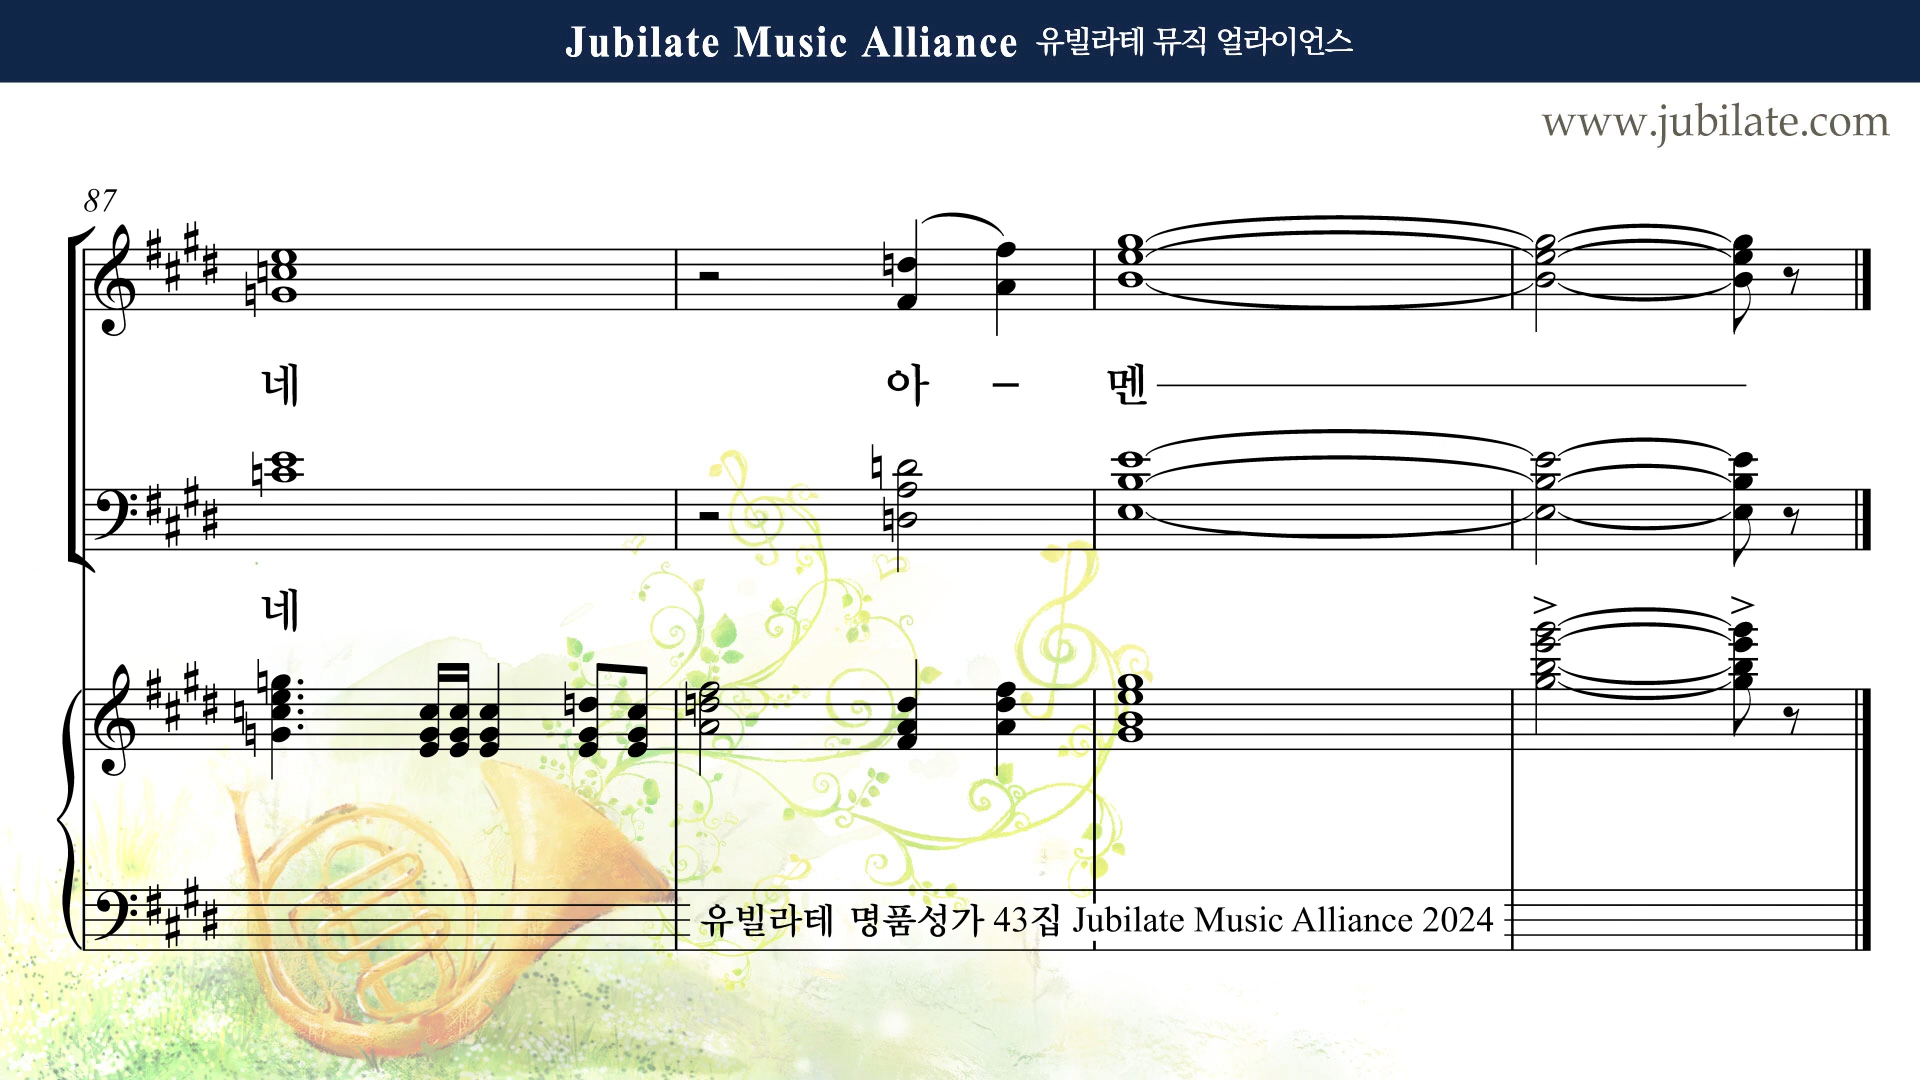 Jubilate Music Alliance 유빌라테 뮤직 얼라이언스
www.jubilate.com
87
네 아 – 멘
네
유빌라테 명품성가 43집 Jubilate Music Alliance 2024